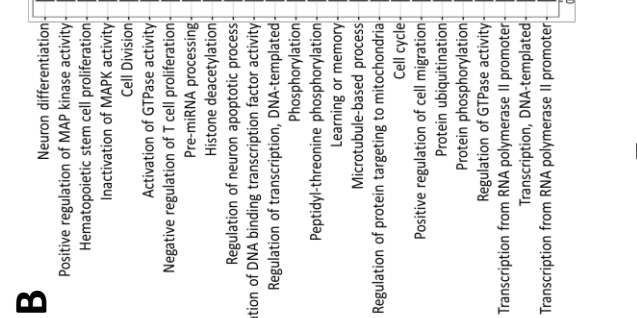 Neuron differentiation
Positive regulation of MAP kinase activity
Hematopoietic stem cell proliferation
Inactivation of MAPK activity
Cell Division
Activation of GTPase activity
Negative regulation of T cell proliferation
Pre-miRNA processing
Histone deacetylation
Regulation of neuron apoptotic process
of DNA binding transcription factor activity
Regulation of transcription, DNA-templated
Phosphorylation
Peptidyl-threonine phosphorylation
Learning or memory
Microtubule-based process
Regulation of protein targeting to mitochondria
Cell cycle
Positive regulation of cell migration
Protein ubiquitination
Protein phosphorylation
Regulation of GTPase activity
Transcription from RNA polymerase II promoter
Transcription, DNA-templated
Transcription from RNA polymerase II promoter
B